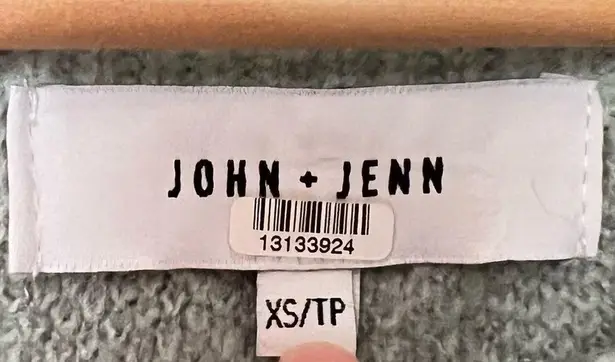 JOHN + JENN
13133924
XS/TP